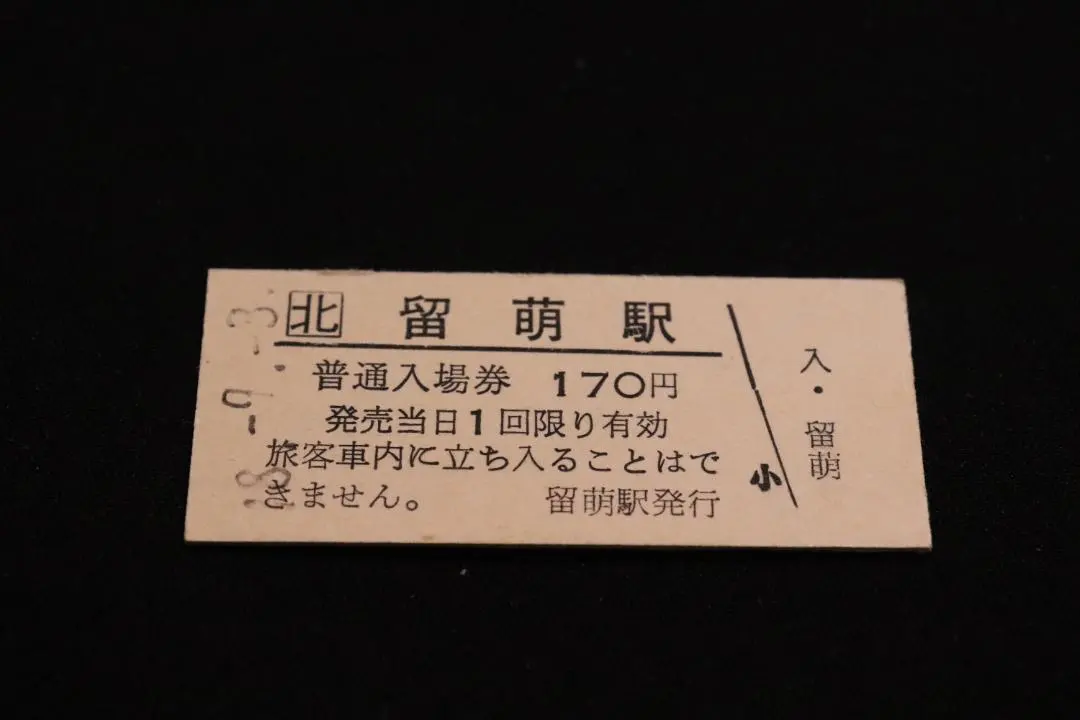 北 留萌駅
普通入場券 170円
発売当日1回限り有効
旅客車内に立ち入ることはで
きません。 留萌駅発行
小
入・留萌